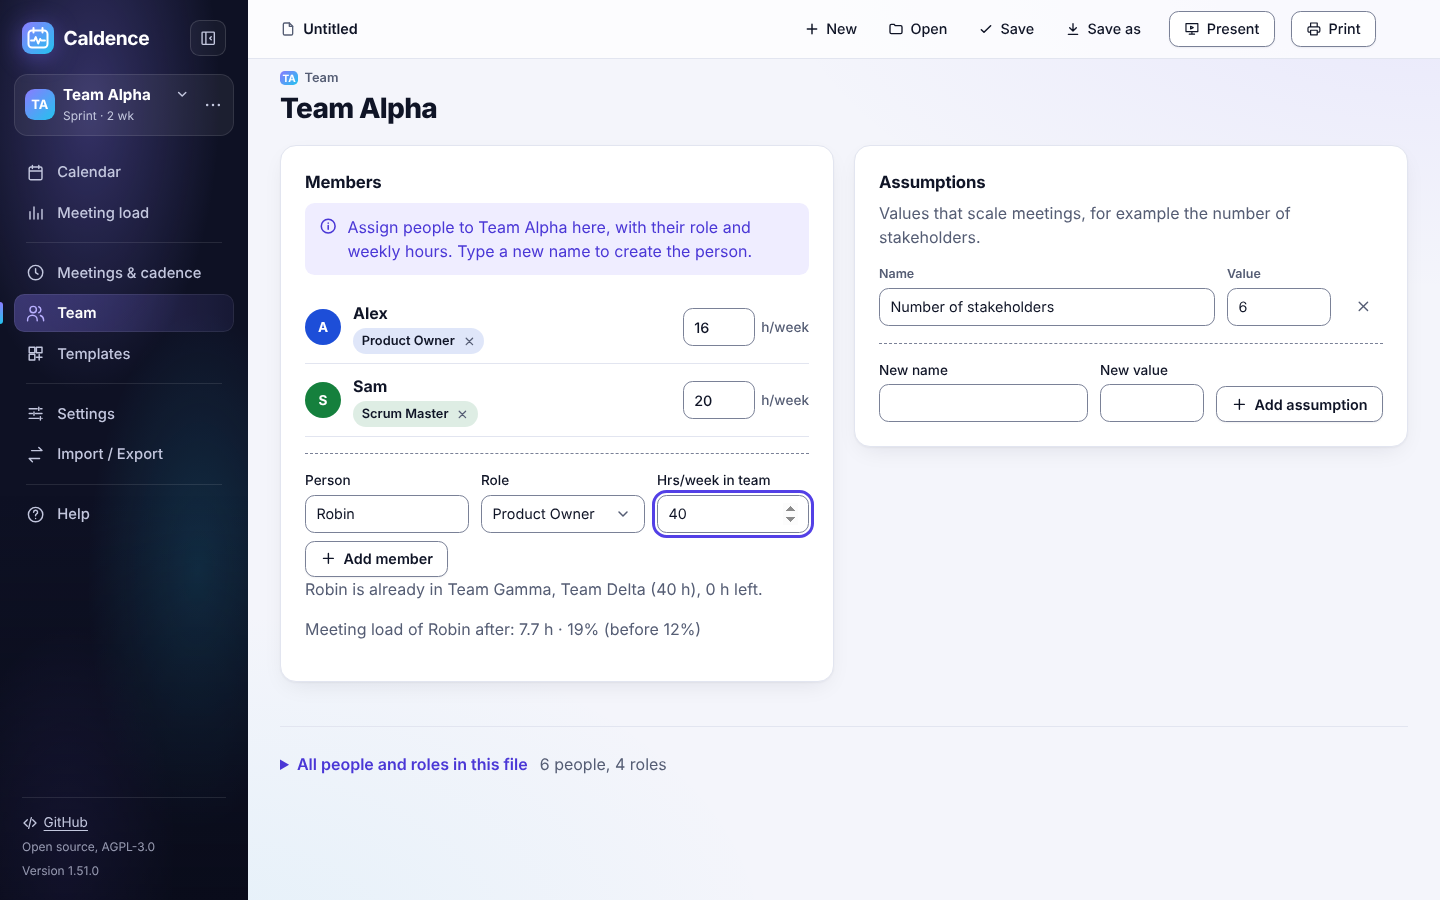 Caldence
TA
Team Alpha
Sprint · 2 wk
Calendar
Meeting load
Meetings & cadence
Team
Templates
Settings
Import / Export
Help
GitHub
Open source, AGPL-3.0
Version 1.51.0
Untitled
New
Open
Save
Save as
Present
Print
TA Team
Team Alpha
Members
Assign people to Team Alpha here, with their role and
weekly hours. Type a new name to create the person.
A
Alex
Product Owner
16 h/week
S
Sam
Scrum Master
20 h/week
Person Role Hrs/week in team
Robin Product Owner 40
Add member
Robin is already in Team Gamma, Team Delta (40 h), 0 h left.
Meeting load of Robin after: 7.7 h · 19% (before 12%)
Assumptions
Values that scale meetings, for example the number of
stakeholders.
Name Value
Number of stakeholders 6
New name New value
Add assumption
All people and roles in this file 6 people, 4 roles